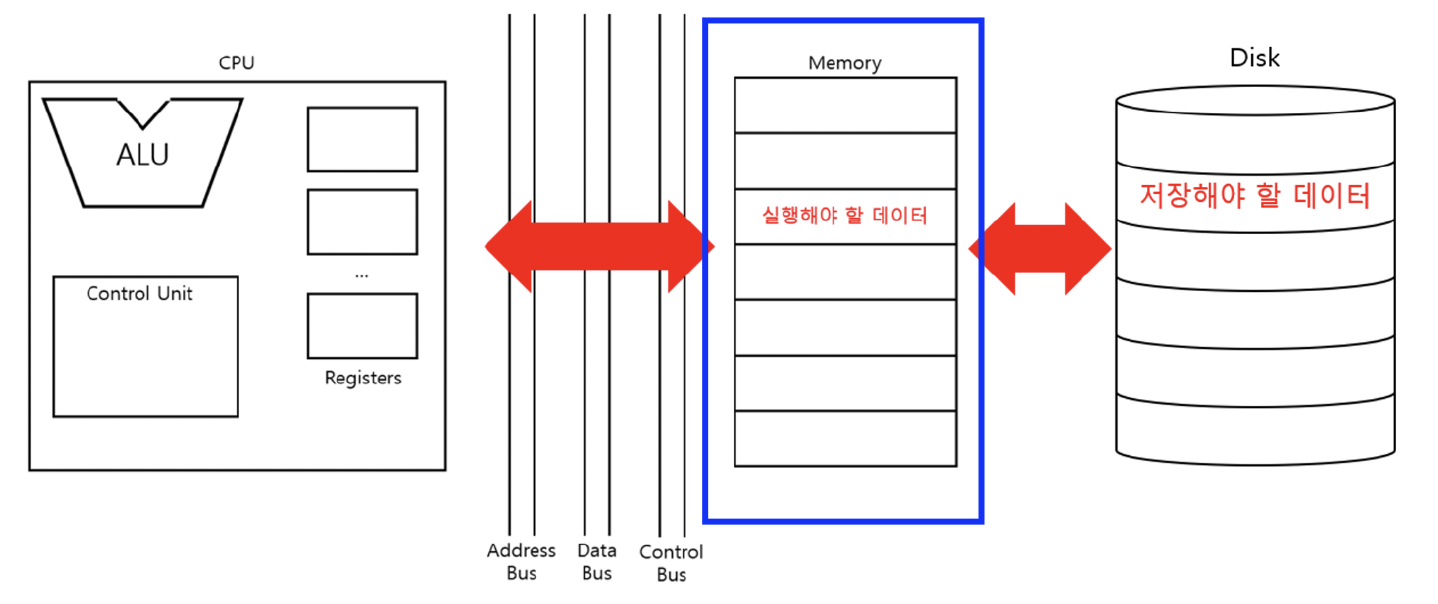 CPU
ALU
Control Unit
...
Registers
Address
Bus
Data
Bus
Control
Bus
Memory
실행해야 할 데이터
Disk
저장해야 할 데이터